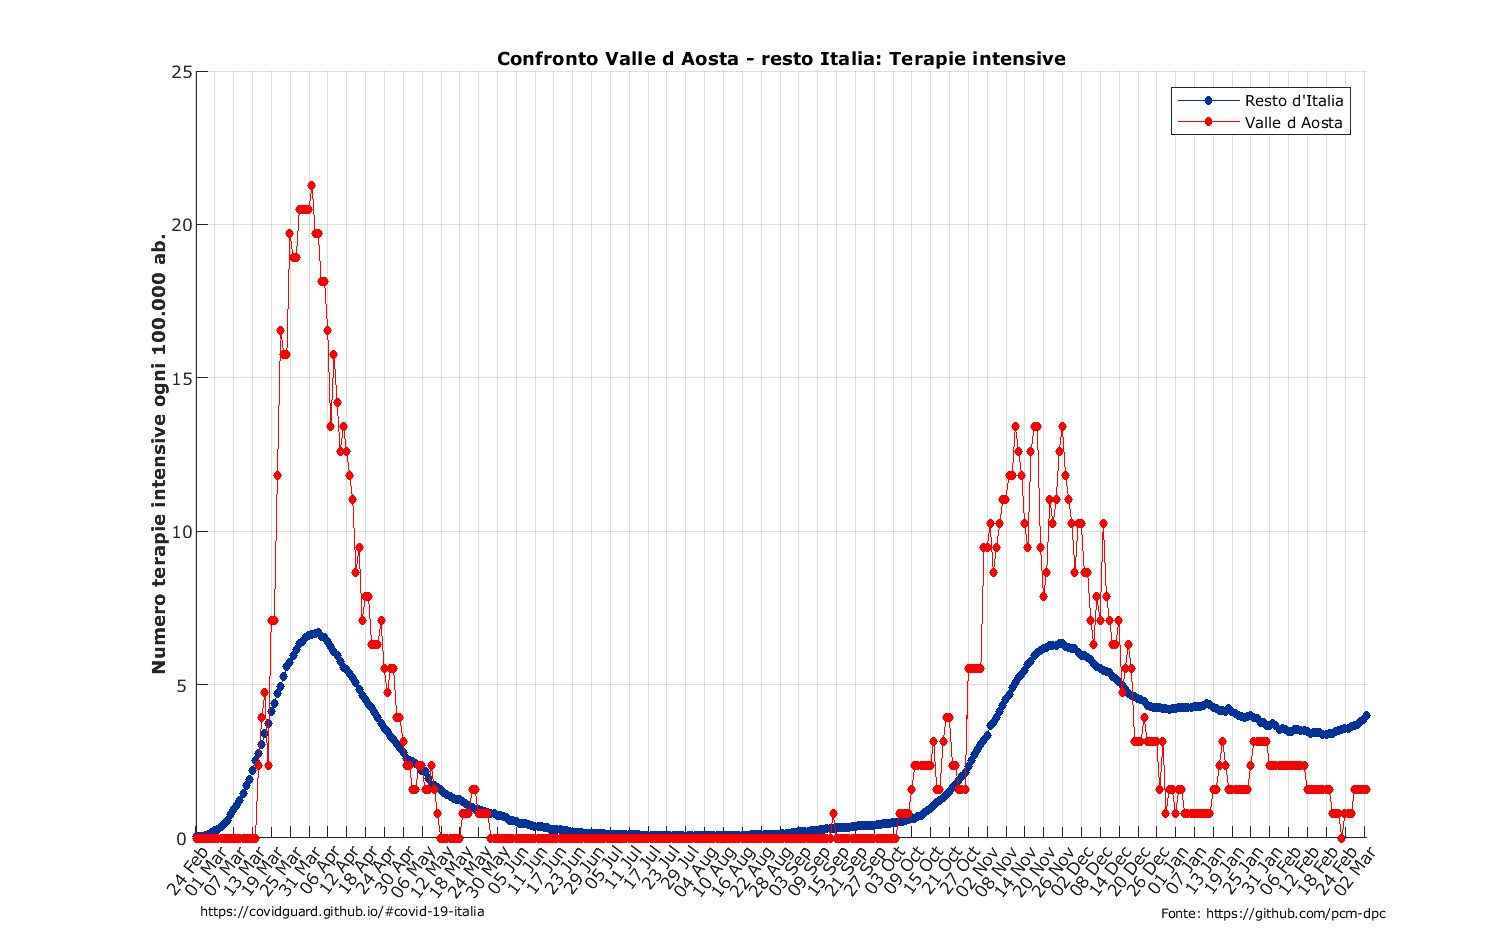 Confronto Valle d Aosta - resto Italia: Terapie intensive
Resto d'Italia
Valle d Aosta
Numero terapie intensive ogni 100.000 ab.
25
20
15
10
5
0
24 Feb
01 Mar
07 Mar
13 Mar
19 Mar
25 Mar
31 Mar
06 Apr
12 Apr
18 Apr
24 Apr
30 Apr
06 May
12 May
18 May
24 May
30 May
05 Jun
11 Jun
17 Jun
23 Jun
29 Jun
05 Jul
11 Jul
17 Jul
23 Jul
29 Jul
04 Aug
10 Aug
16 Aug
22 Aug
28 Aug
03 Sep
09 Sep
15 Sep
21 Sep
27 Sep
03 Oct
09 Oct
15 Oct
21 Oct
27 Oct
02 Nov
08 Nov
14 Nov
20 Nov
26 Nov
02 Dec
08 Dec
14 Dec
20 Dec
26 Dec
01 Jan
07 Jan
13 Jan
19 Jan
25 Jan
31 Jan
06 Feb
12 Feb
18 Feb
24 Feb
02 Mar
https://covidguard.github.io/#covid-19-italia
Fonte: https://github.com/pcm-dpc